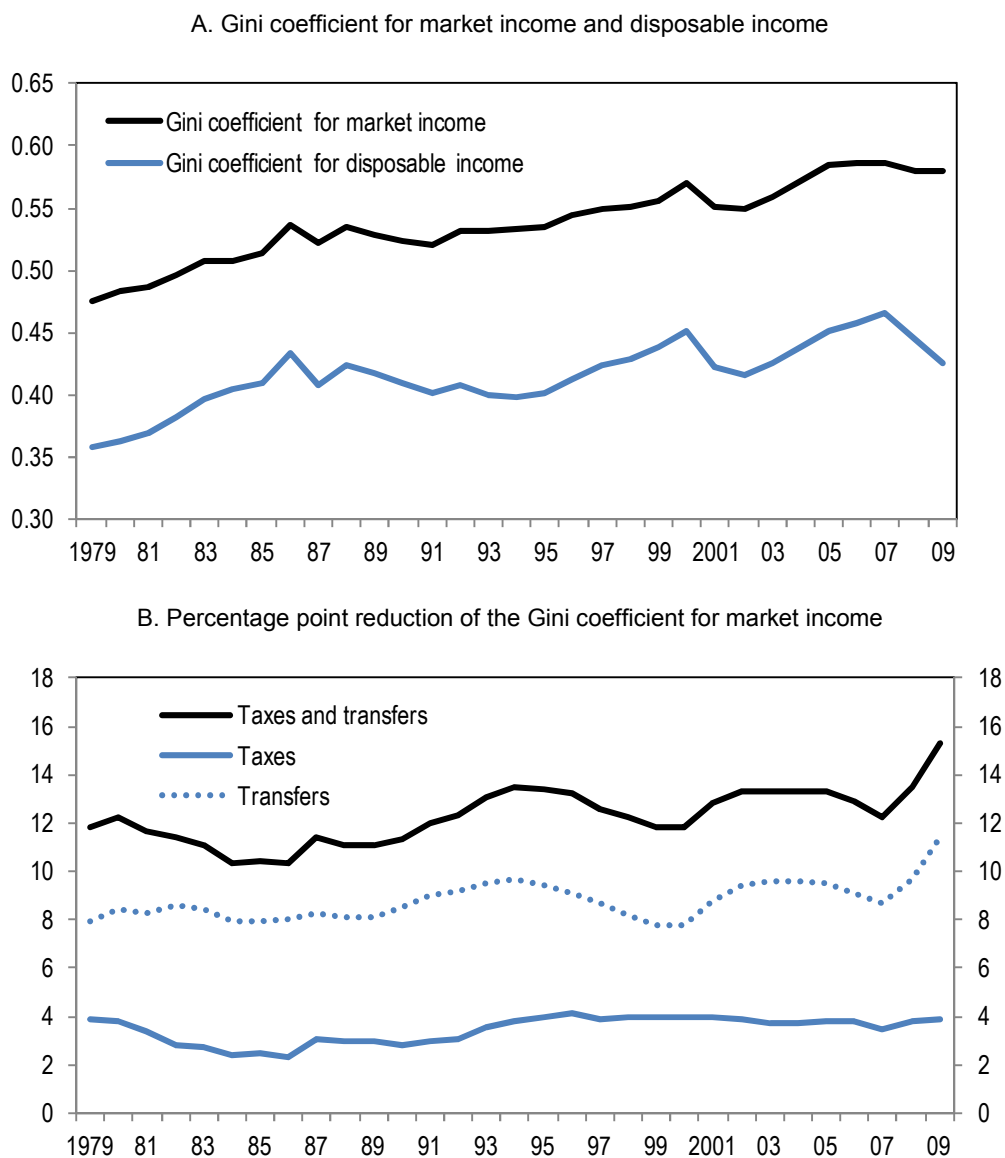 A. Gini coefficient for market income and disposable income
0.65
Gini coefficient for market income
0.60
Gini coefficient for disposable income
0.55
0.50
0.45
0.40
0.35
0.30
1979 81 83 85 87 89 91 93 95 97 99 2001 03 05 07 09
B. Percentage point reduction of the Gini coefficient for market income
18 18
Taxes and transfers
16 16
Taxes
14 14
Transfers
12 12
10 10
8 8
6 6
4 4
2 2
0 0
1979 81 83 85 87 89 91 93 95 97 99 2001 03 05 07 09